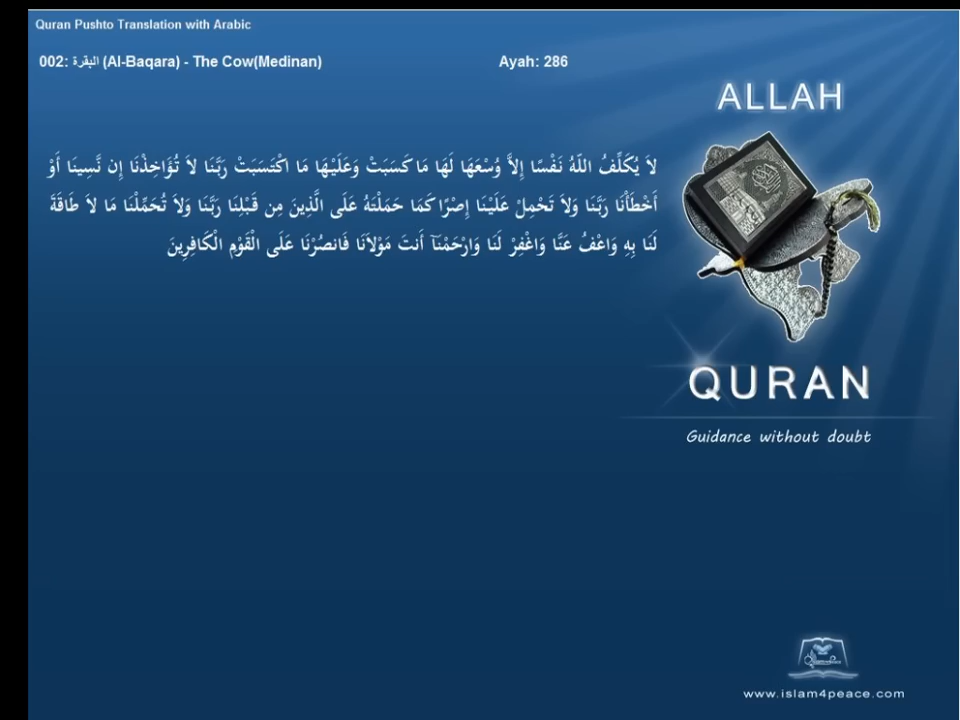 Quran Pushto Translation with Arabic
002: البقرة (Al-Baqara) - The Cow(Medinan)
Ayah: 286
ALLAH
لاَ يُكَلِّفُ اللّهُ نَفْسًا إِلاَّ وُسْعَهَا لَهَا مَا كَسَبَتْ وَعَلَيْهَا مَا اكْتَسَبَتْ رَبَّنَا لاَ تُؤَاخِذْنَا إِن نَّسِينَا أَوْ
أَخْطَأْنَا رَبَّنَا وَلاَ تَحْمِلْ عَلَيْنَا إِصْرًا كَمَا حَمَلْتَهُ عَلَى الَّذِينَ مِن قَبْلِنَا رَبَّنَا وَلاَ تُحَمِّلْنَا مَا لاَ طَاقَةَ
لَنَا بِهِ وَاعْفُ عَنَّا وَاغْفِرْ لَنَا وَارْحَمْنَآ أَنتَ مَوْلاَنَا فَانصُرْنَا عَلَى الْقَوْمِ الْكَافِرِينَ
QURAN
Guidance without doubt
www.islam4peace.com